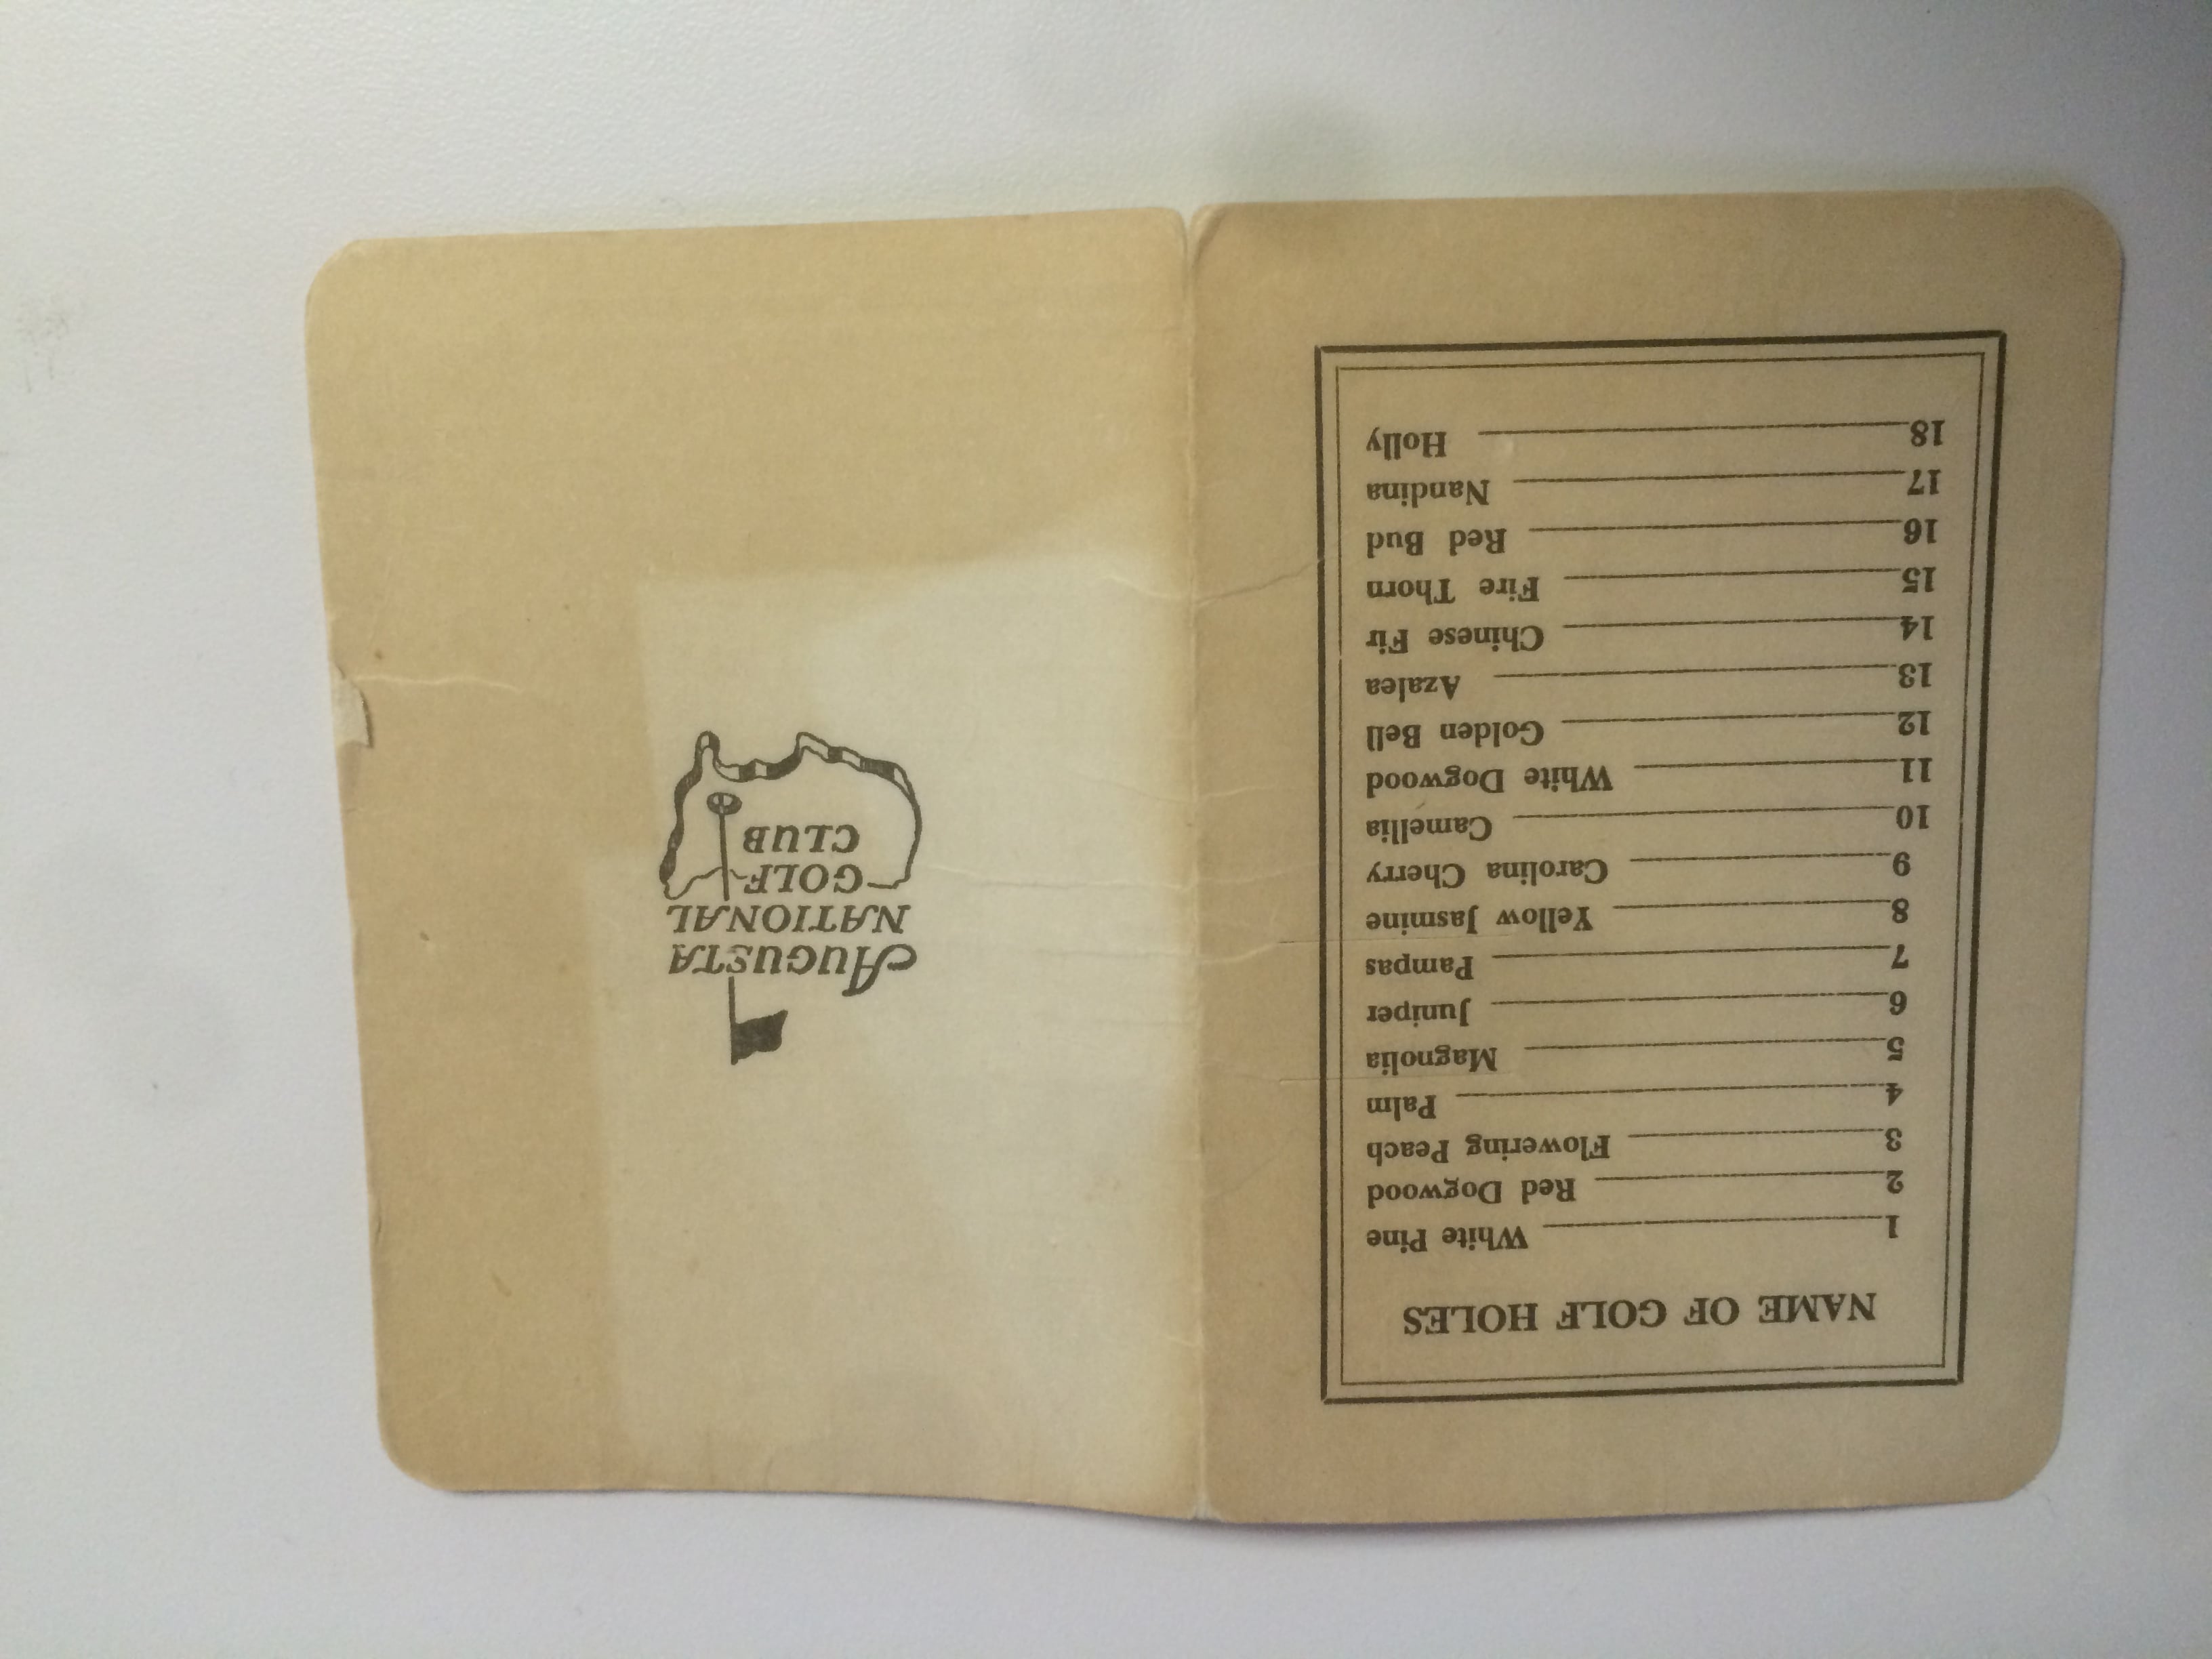 NAME OF GOLF HOLES
1 White Pine
2 Red Dogwood
3 Flowering Peach
4 Palm
5 Magnolia
6 Juniper
7 Pampas
8 Yellow Jasmine
9 Carolina Cherry
10 Camellia
11 White Dogwood
12 Golden Bell
13 Azalea
14 Chinese Fir
15 Fire Thorn
16 Red Bud
17 Nandina
18 Holly
AUGUSTA
NATIONAL
GOLF
CLUB